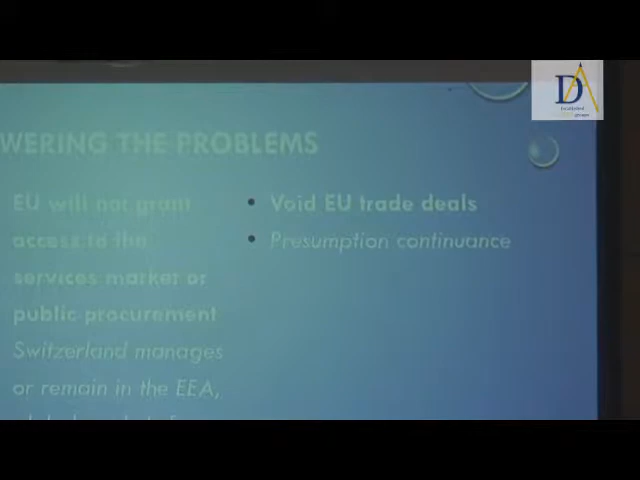 WERING THE PROBLEMS
EU will not grant
access to the
services market or
public procurement
Switzerland manages
or remain in the EEA,
• Void EU trade deals
• Presumption continuance
DA